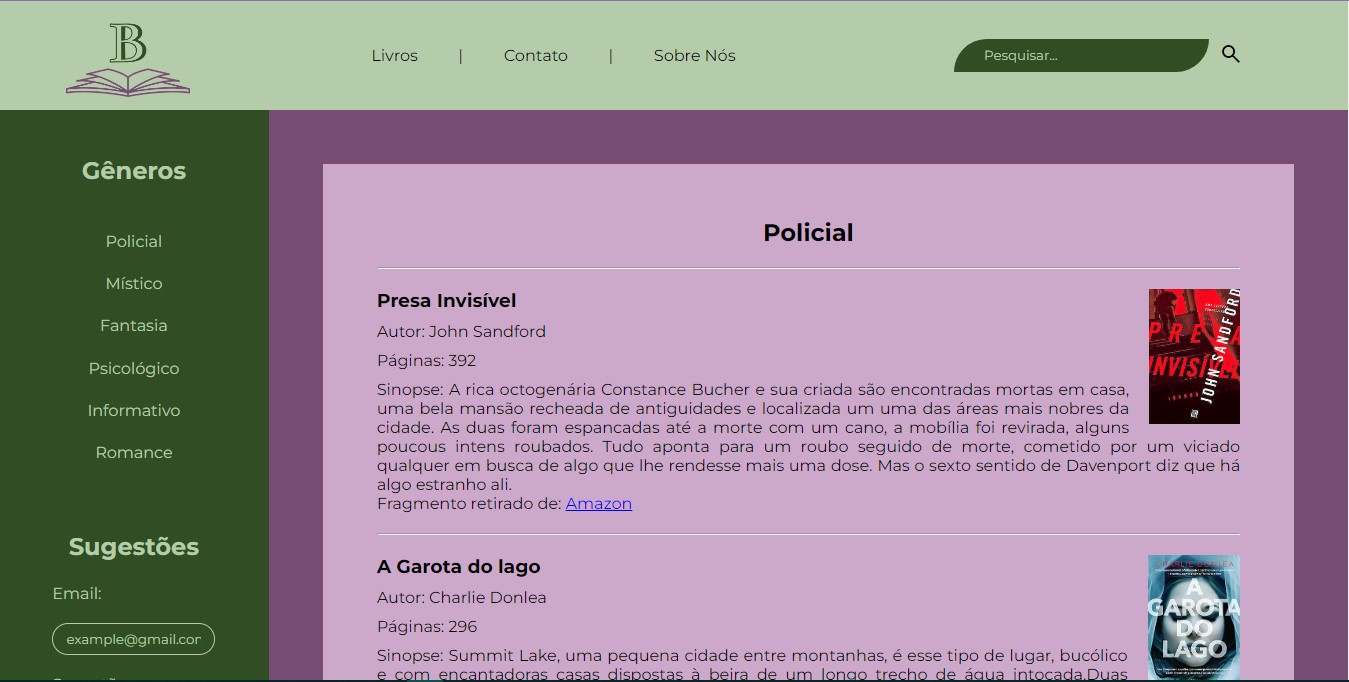 B
Livros | Contato | Sobre Nós
Pesquisar...
Gêneros
Policial
Místico
Fantasia
Psicológico
Informativo
Romance
Sugestões
Email:
example@gmail.cor
Policial
Presa Invisível
Autor: John Sandford
Páginas: 392
Sinopse: A rica octogenária Constance Bucher e sua criada são encontradas mortas em casa,
uma bela mansão recheada de antiguidades e localizada um uma das áreas mais nobres da
cidade. As duas foram espancadas até a morte com um cano, a mobília foi revirada, alguns
poucous intens roubados. Tudo aponta para um roubo seguido de morte, cometido por um viciado
qualquer em busca de algo que lhe rendesse mais uma dose. Mas o sexto sentido de Davenport diz que há
algo estranho ali.
Fragmento retirado de: Amazon
PRESA
INVISÍVEL
JOHN SANDFORD
A Garota do lago
Autor: Charlie Donlea
Páginas: 296
Sinopse: Summit Lake, uma pequena cidade entre montanhas, é esse tipo de lugar, bucólico
e com encantadoras casas dispostas à beira de um longo trecho de água intocada.Duas
CHARLIE DONLEA
A
GAROTA
DO
LAGO